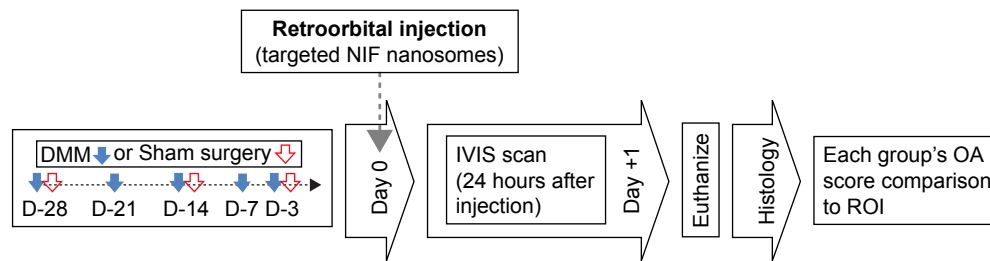 Retroorbital injection
(targeted NIF nanosomes)
DMM or Sham surgery
D-28 D-21 D-14 D-7 D-3
Day 0
IVIS scan
(24 hours after
injection)
Day +1
Euthanize
Histology
Each group's OA
score comparison
to ROI